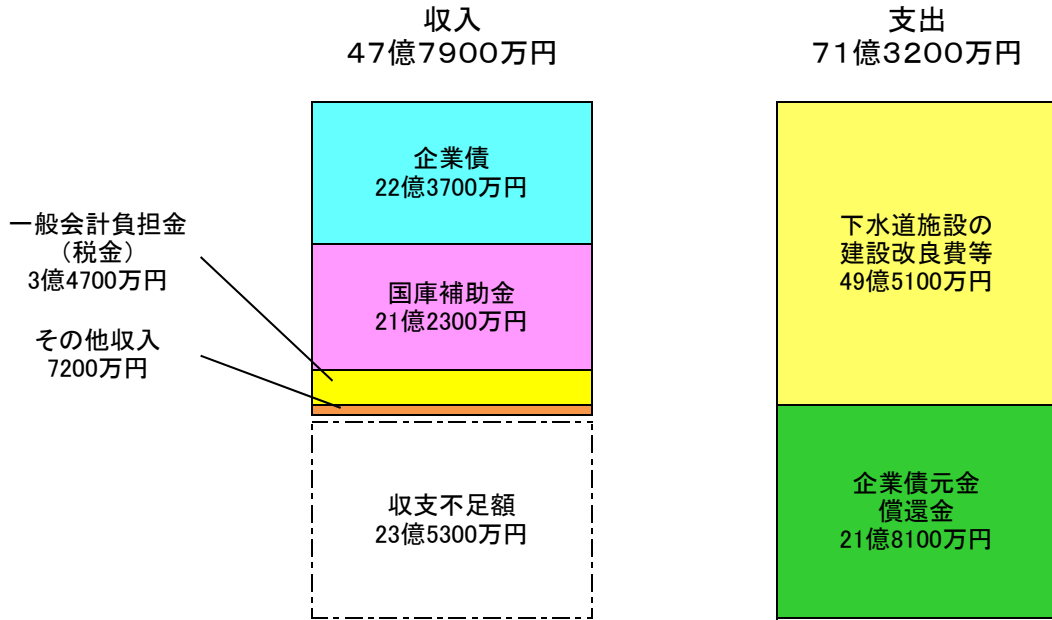 収入
47億7900万円
支出
71億3200万円
企業債
22億3700万円
一般会計負担金
（税金）
3億4700万円
国庫補助金
21億2300万円
その他収入
7200万円
収支不足額
23億5300万円
下水道施設の
建設改良費等
49億5100万円
企業債元金
償還金
21億8100万円